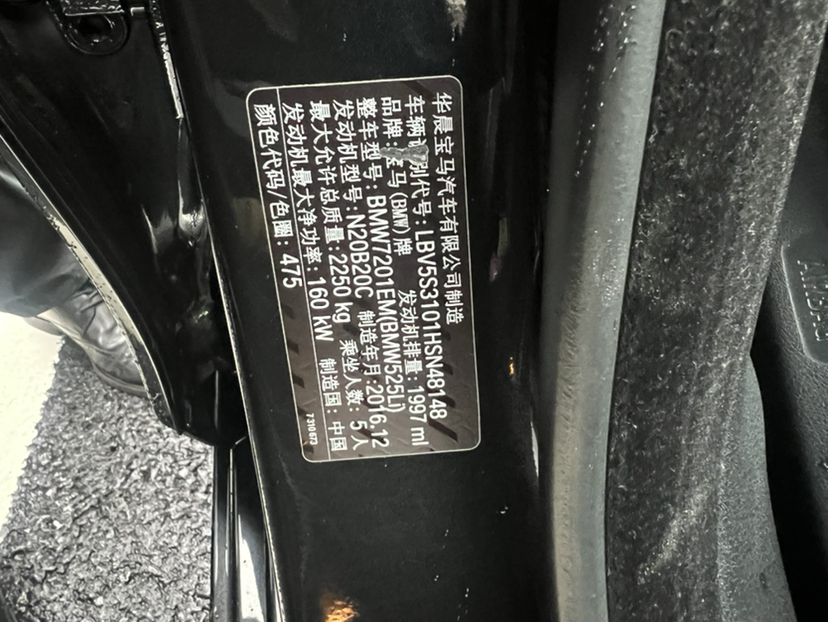 华晨宝马汽车有限公司制造
车辆识别代号：LBV5S3101HSN48148
品牌：宝马(BMW)牌 发动机排量：1997 ml
整车型号：BMW7201EM(BMW525Li)
发动机型号：N20B20C 制造年月：2016.12
最大允许总质量：2250 kg 乘坐人数：5人
发动机最大净功率：160 kW 制造国：中国
颜色代码/色圈：475
7 310 673